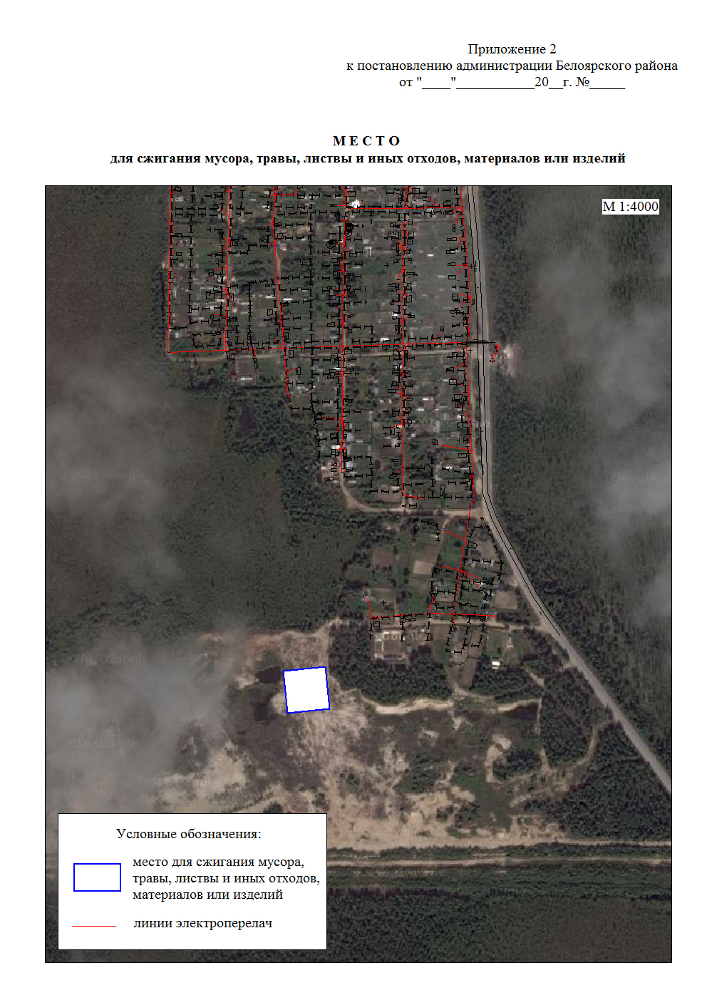 Приложение 2
к постановлению администрации Белоярского района
от "____"___________20__г. №_____
М Е С Т О
для сжигания мусора, травы, листвы и иных отходов, материалов или изделий
М 1:4000
Условные обозначения:
место для сжигания мусора,
травы, листвы и иных отходов,
материалов или изделий
линии электроперелач